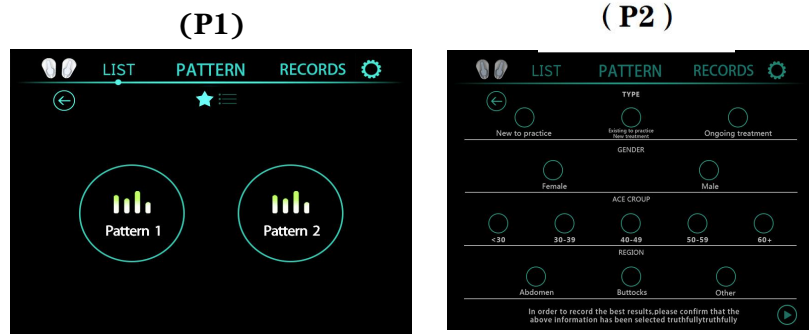 (P1)
( P2 )
LIST PATTERN RECORDS
Pattern 1 Pattern 2
LIST PATTERN RECORDS
TYPE
New to practice Existing to practice Ongoing treatment
New treatment
GENDER
Female Male
ACE CROUP
<30 30-39 40-49 50-59 60+
REGION
Abdomen Buttocks Other
In order to record the best results,please confirm that the
above information has been selected truthfullytruthfully